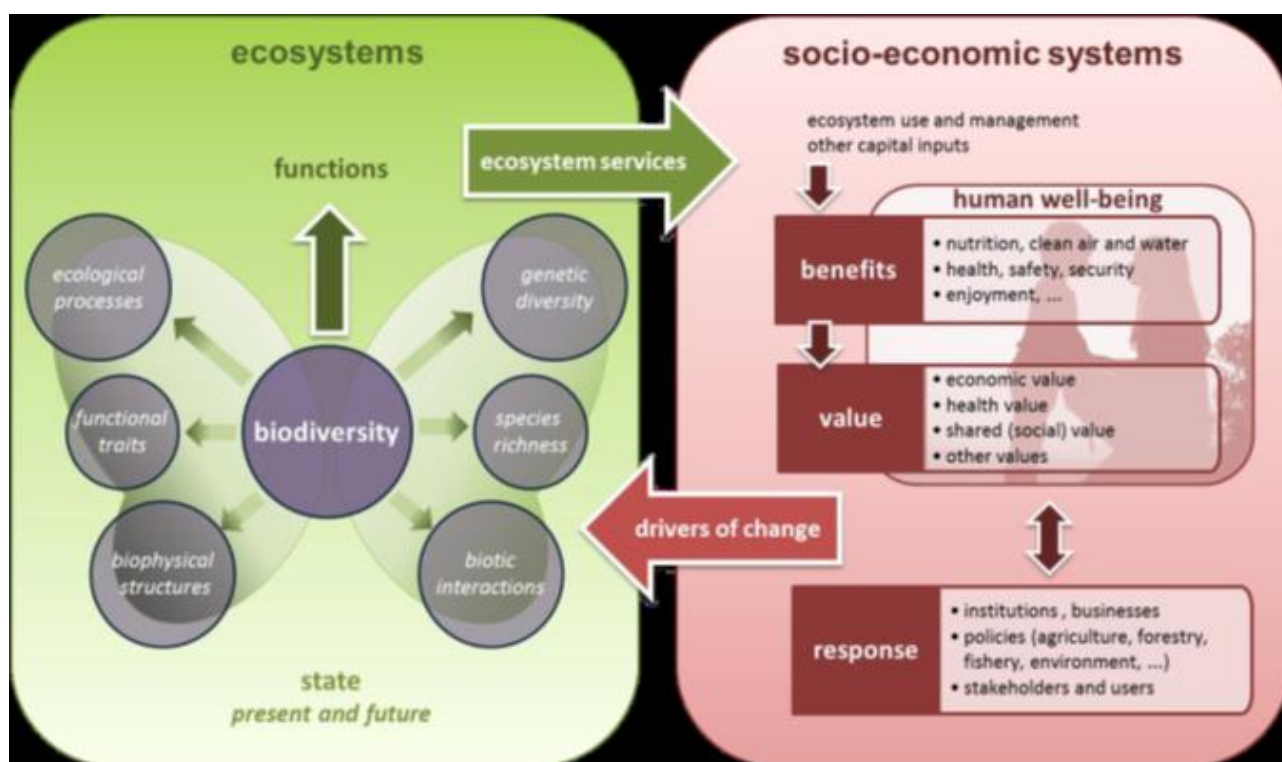 ecosystems
functions
ecological
processes
genetic
diversity
functional
traits
biodiversity
species
richness
biophysical
structures
biotic
interactions
state
present and future
ecosystem services
drivers of change
socio-economic systems
ecosystem use and management
other capital inputs
human well-being
benefits
• nutrition, clean air and water
• health, safety, security
• enjoyment, ...
value
• economic value
• health value
• shared (social) value
• other values
response
• institutions , businesses
• policies (agriculture, forestry,
fishery, environment, ...)
• stakeholders and users